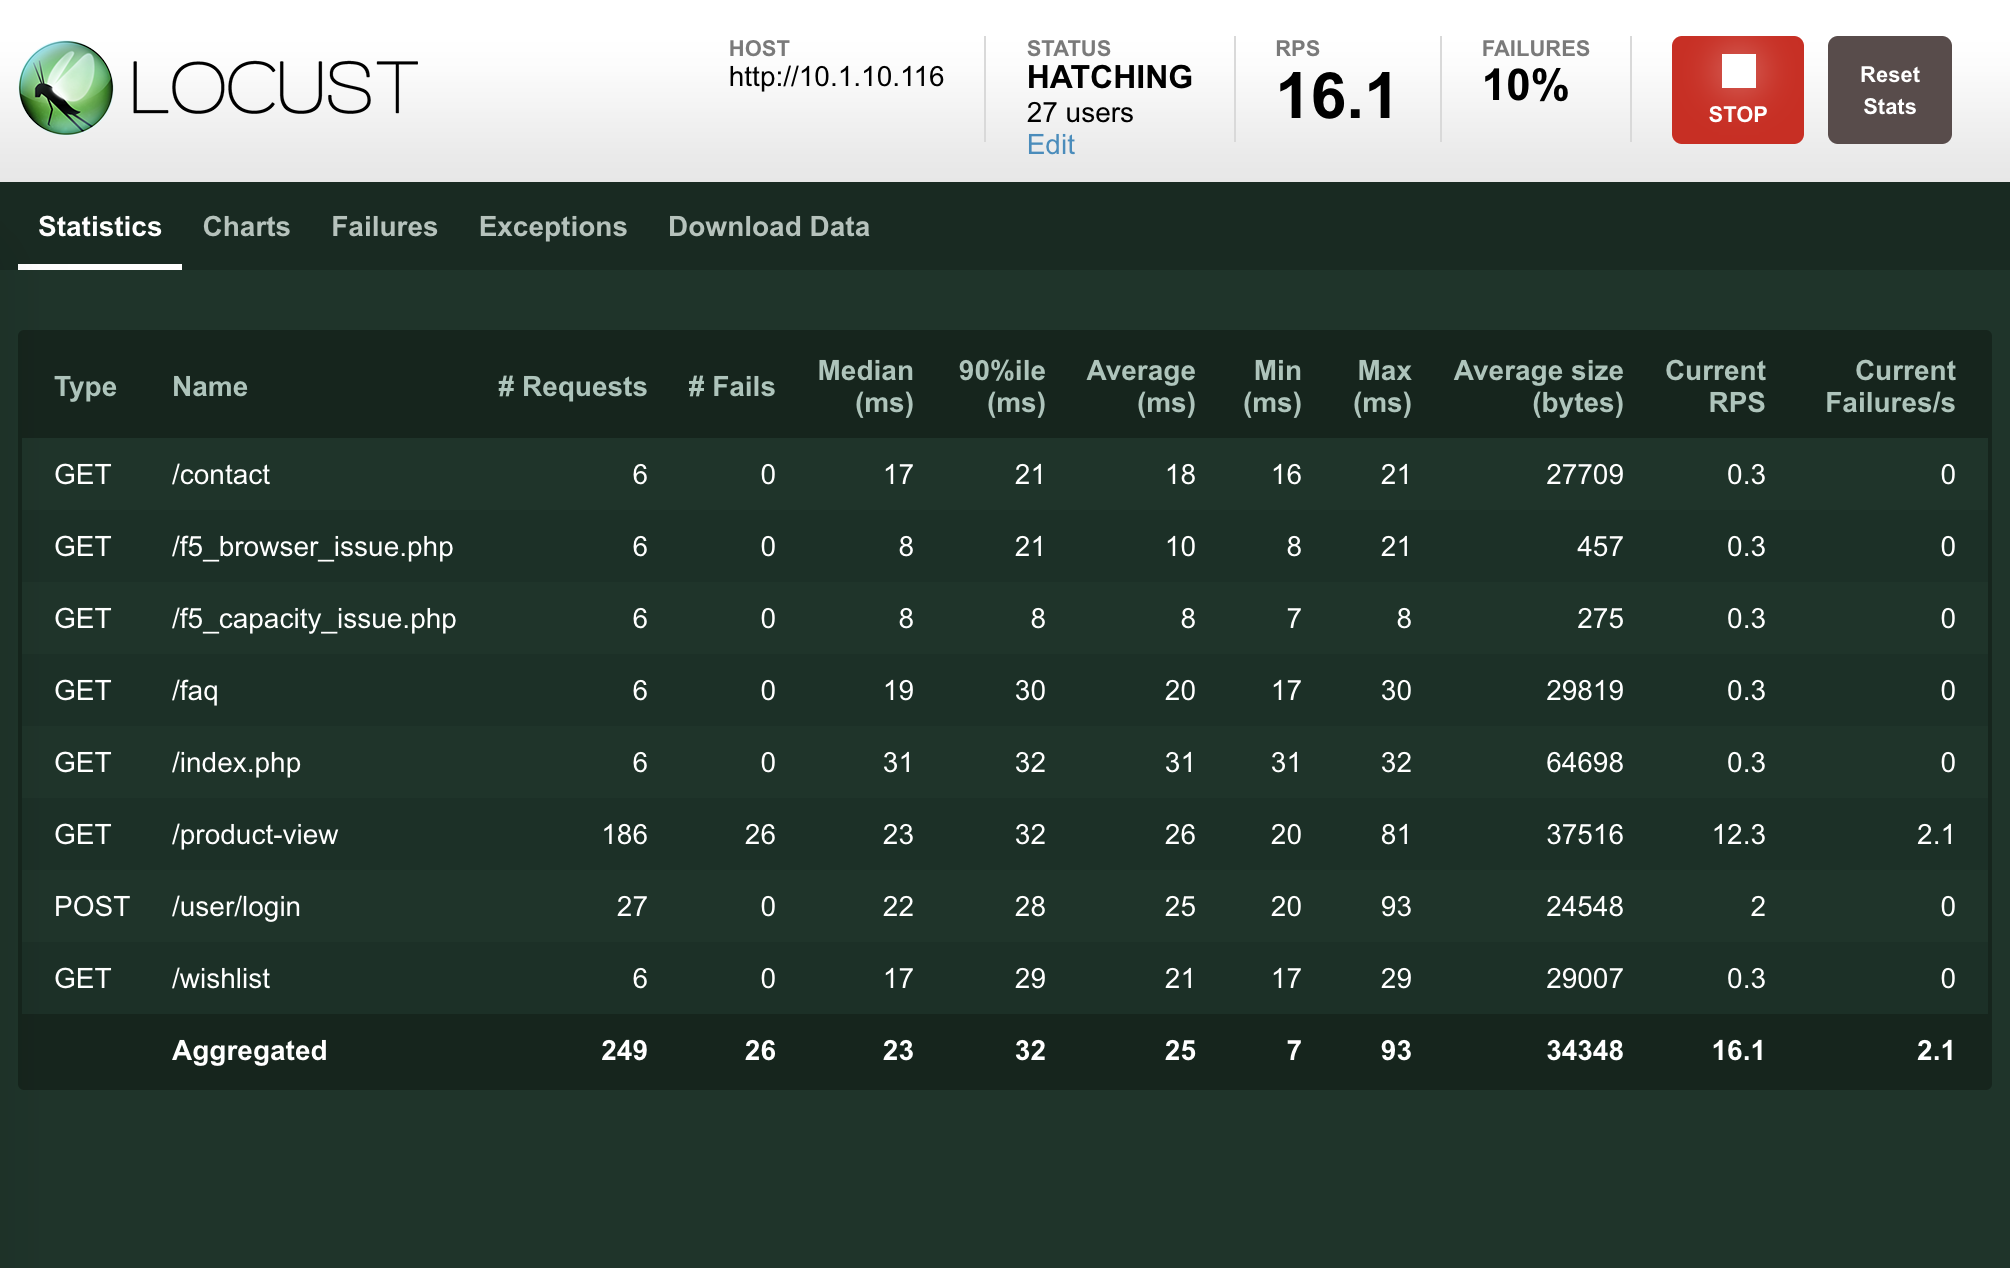 LOCUST
HOST
http://10.1.10.116
STATUS
HATCHING
27 users
Edit
RPS
16.1
FAILURES
10%
STOP
Reset
Stats
Statistics Charts Failures Exceptions Download Data
Type Name # Requests # Fails Median (ms) 90%ile (ms) Average (ms) Min (ms) Max (ms) Average size (bytes) Current RPS Current Failures/s
GET /contact 6 0 17 21 18 16 21 27709 0.3 0
GET /f5_browser_issue.php 6 0 8 21 10 8 21 457 0.3 0
GET /f5_capacity_issue.php 6 0 8 8 8 7 8 275 0.3 0
GET /faq 6 0 19 30 20 17 30 29819 0.3 0
GET /index.php 6 0 31 32 31 31 32 64698 0.3 0
GET /product-view 186 26 23 32 26 20 81 37516 12.3 2.1
POST /user/login 27 0 22 28 25 20 93 24548 2 0
GET /wishlist 6 0 17 29 21 17 29 29007 0.3 0
Aggregated 249 26 23 32 25 7 93 34348 16.1 2.1